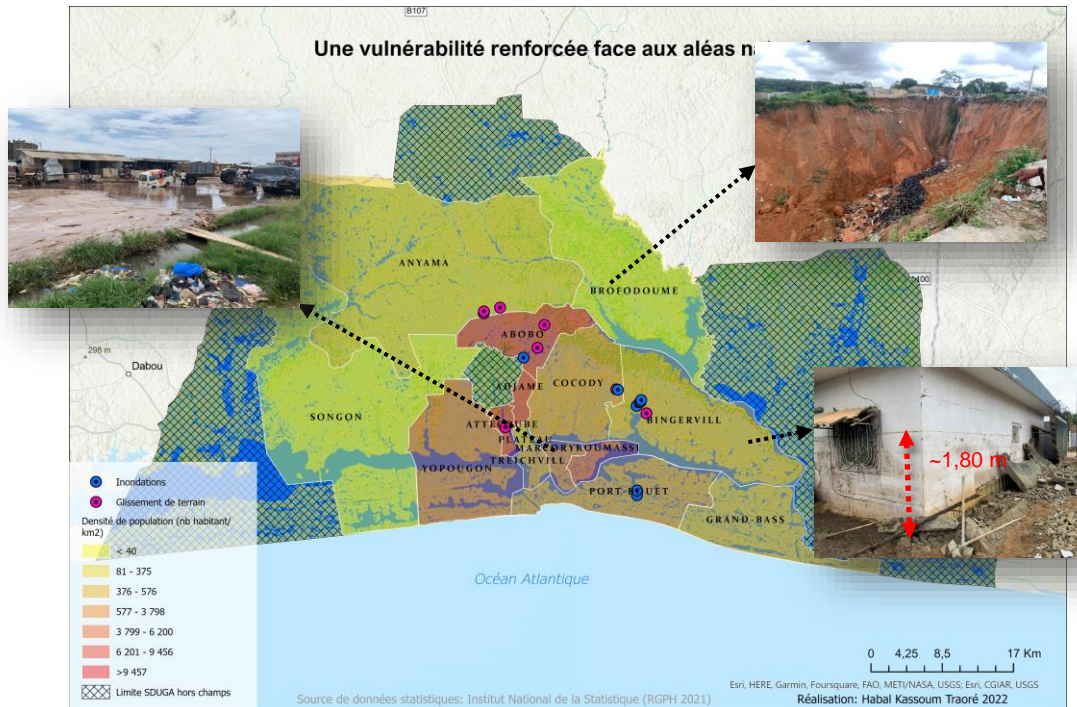 B107
Une vulnérabilité renforcée face aux aléas
ANYAMA
BROFODOUME
298 m
Dabou
ABOBO
ADJAME
COCODY
SONGON
BINGERVILL
ATTECOUBE
PLATEAU
MARCORYKOUMASSI
TREICHVILL
YOPOUGON
PORT-BOUËT
GRAND-BASS
~1,80 m
Océan Atlantique
Inondations
Glissement de terrain
Densité de population (nb habitant/
km2)
< 40
81 - 375
376 - 576
577 - 3 798
3 799 - 6 200
6 201 - 9 456
>9 457
Limite SDUGA hors champs
0 4,25 8,5 17 Km
Esri, HERE, Garmin, Foursquare, FAO, METI/NASA, USGS; Esri, CGIAR, USGS
Source de données statistiques: Institut National de la Statistique (RGPH 2021)
Réalisation: Habal Kassoum Traoré 2022